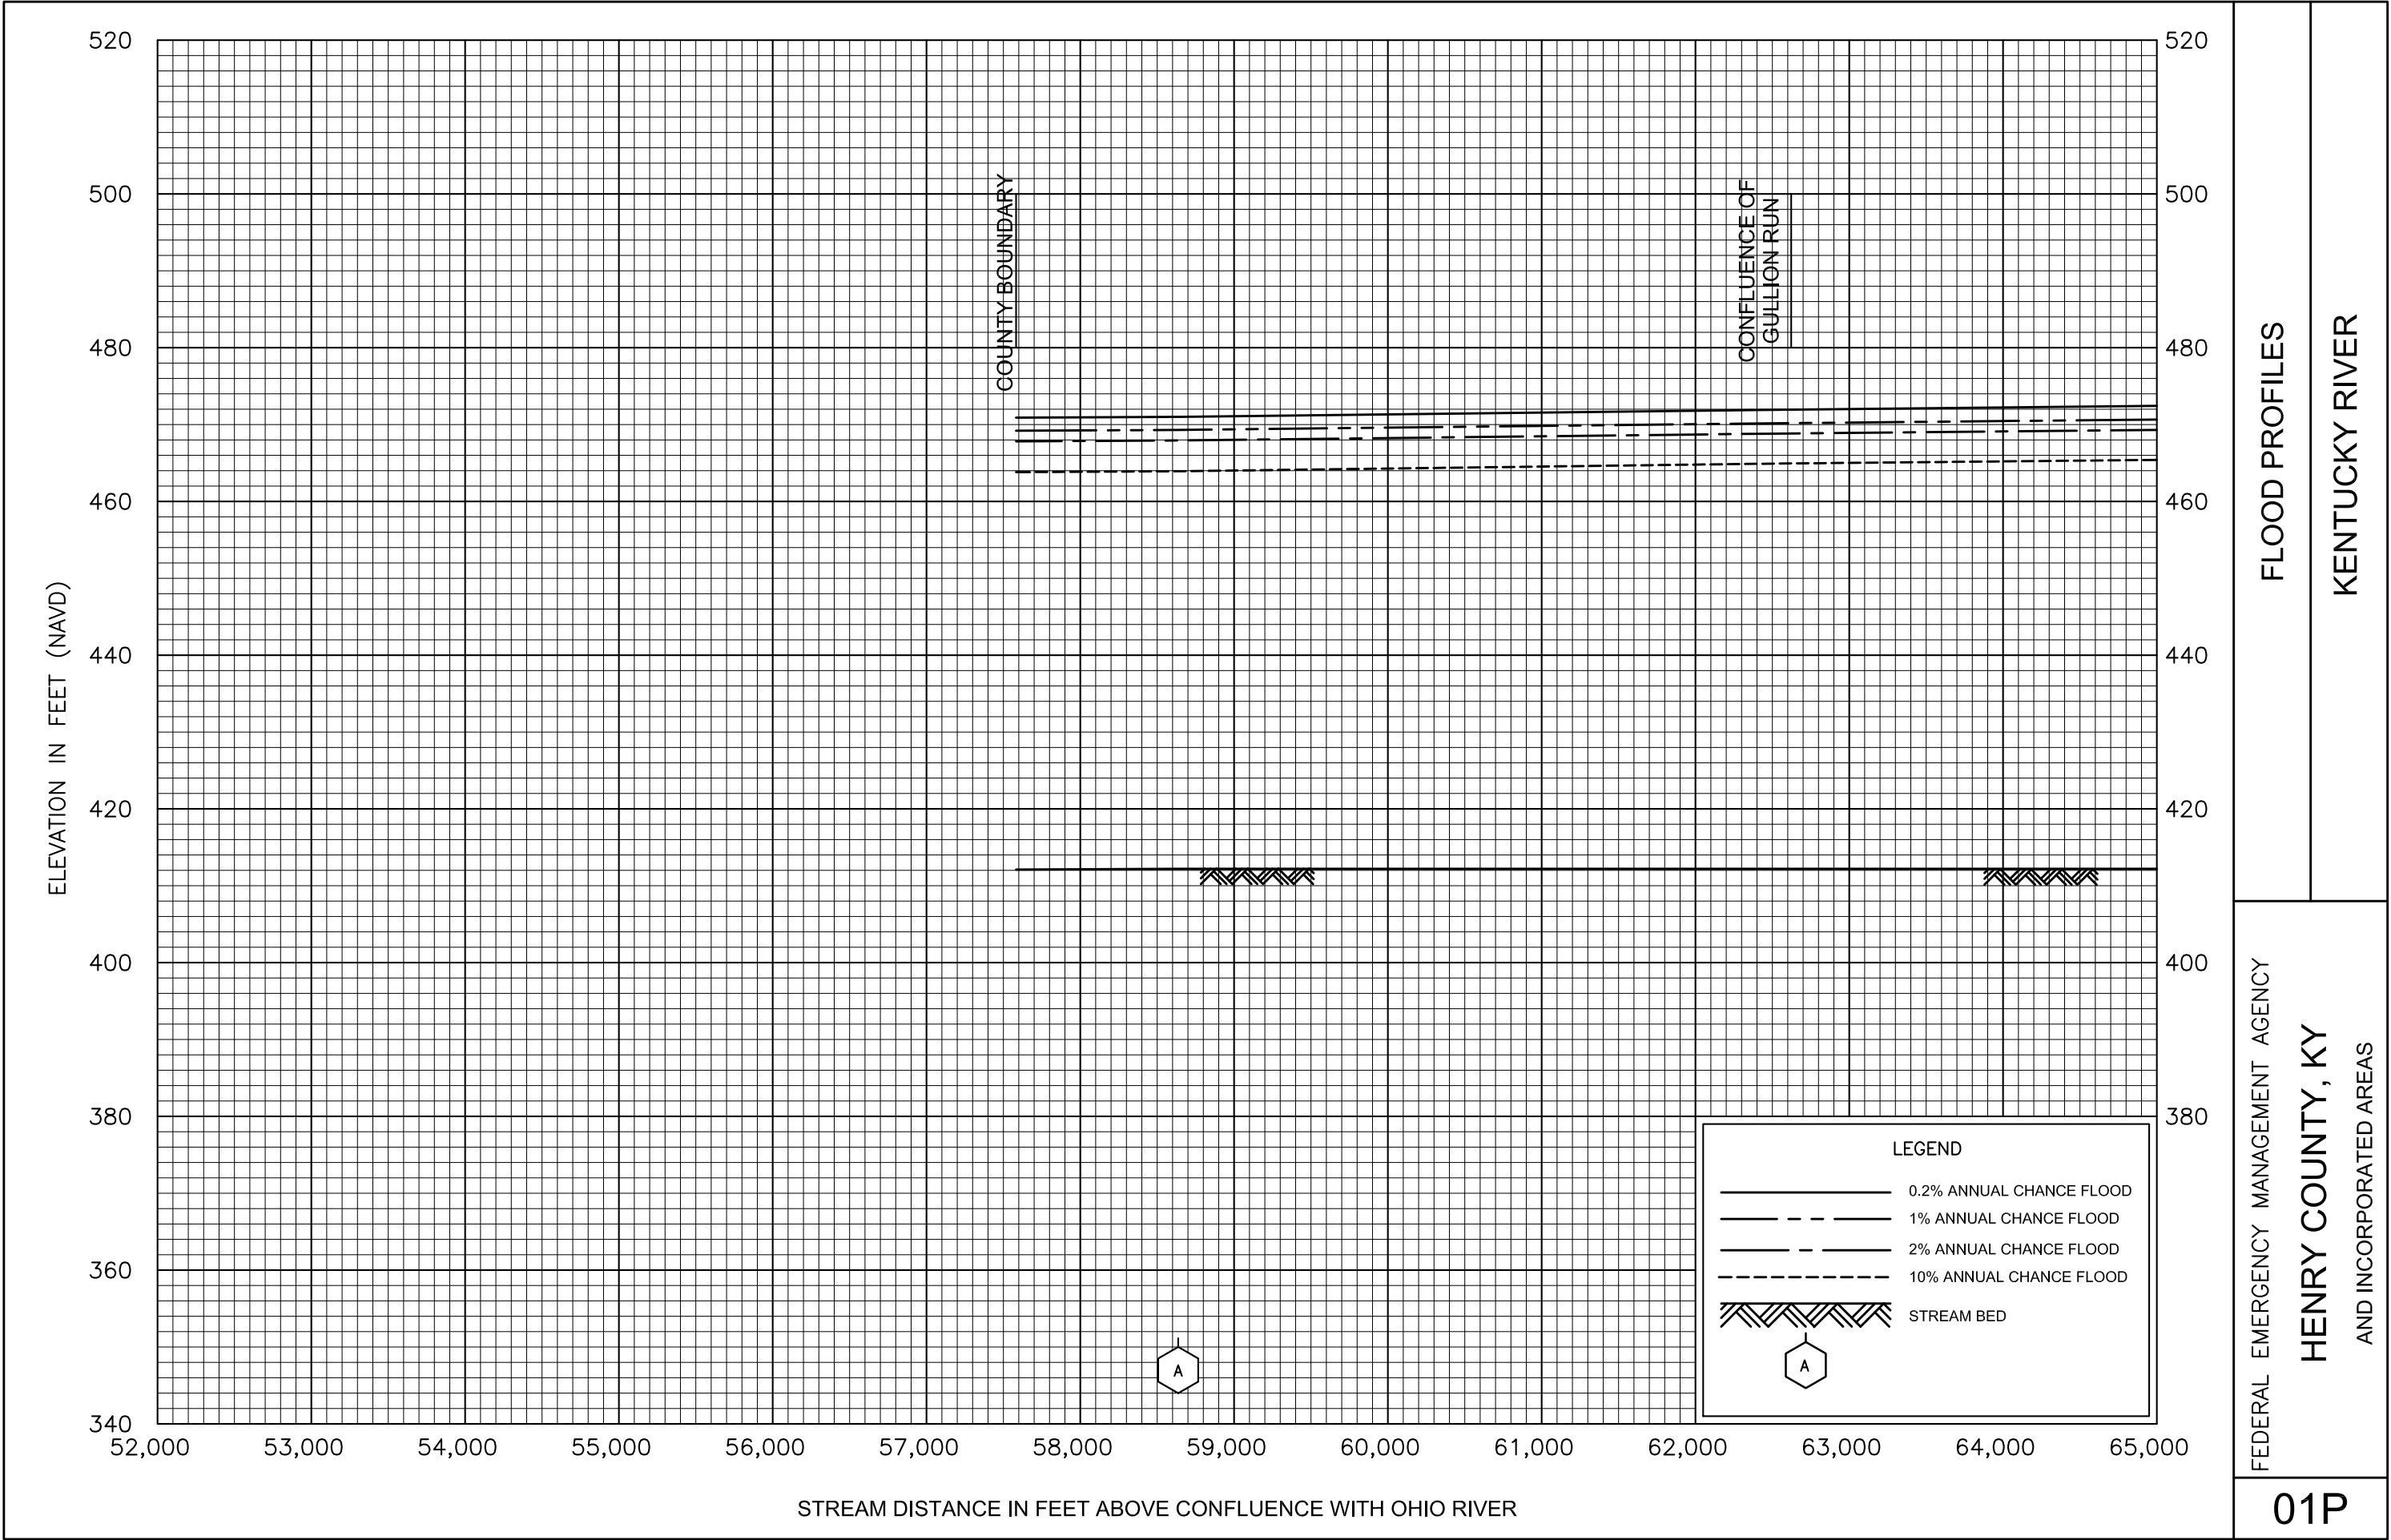 520
500
480
460
440
420
400
380
360
340
ELEVATION IN FEET (NAVD)
COUNTY BOUNDARY
CONFLUENCE OF
GULLION RUN
520
500
480
460
440
420
400
380
LEGEND
0.2% ANNUAL CHANCE FLOOD
1% ANNUAL CHANCE FLOOD
2% ANNUAL CHANCE FLOOD
10% ANNUAL CHANCE FLOOD
STREAM BED
A
A
52,000 53,000 54,000 55,000 56,000 57,000 58,000 59,000 60,000 61,000 62,000 63,000 64,000 65,000
STREAM DISTANCE IN FEET ABOVE CONFLUENCE WITH OHIO RIVER
FLOOD PROFILES
KENTUCKY RIVER
FEDERAL EMERGENCY MANAGEMENT AGENCY
HENRY COUNTY, KY
AND INCORPORATED AREAS
01P